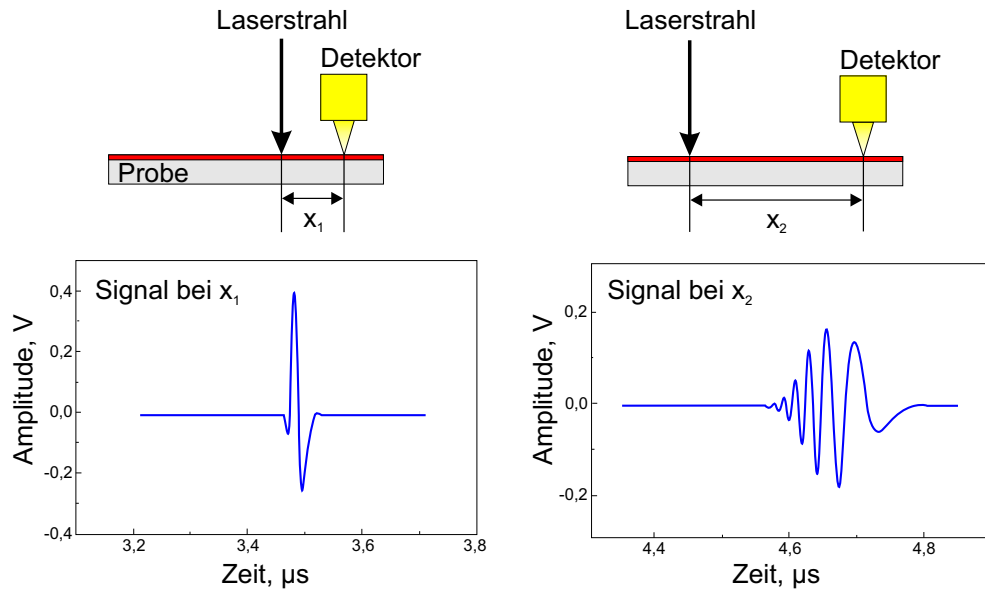 Laserstrahl
Detektor
Probe
x₁
Laserstrahl
Detektor
x₂
Signal bei x₁
Amplitude, V
0,4
0,2
0,0
-0,2
-0,4
3,2
3,4
3,6
3,8
Zeit, µs
Signal bei x₂
Amplitude, V
0,2
0,0
-0,2
4,4
4,6
4,8
Zeit, µs